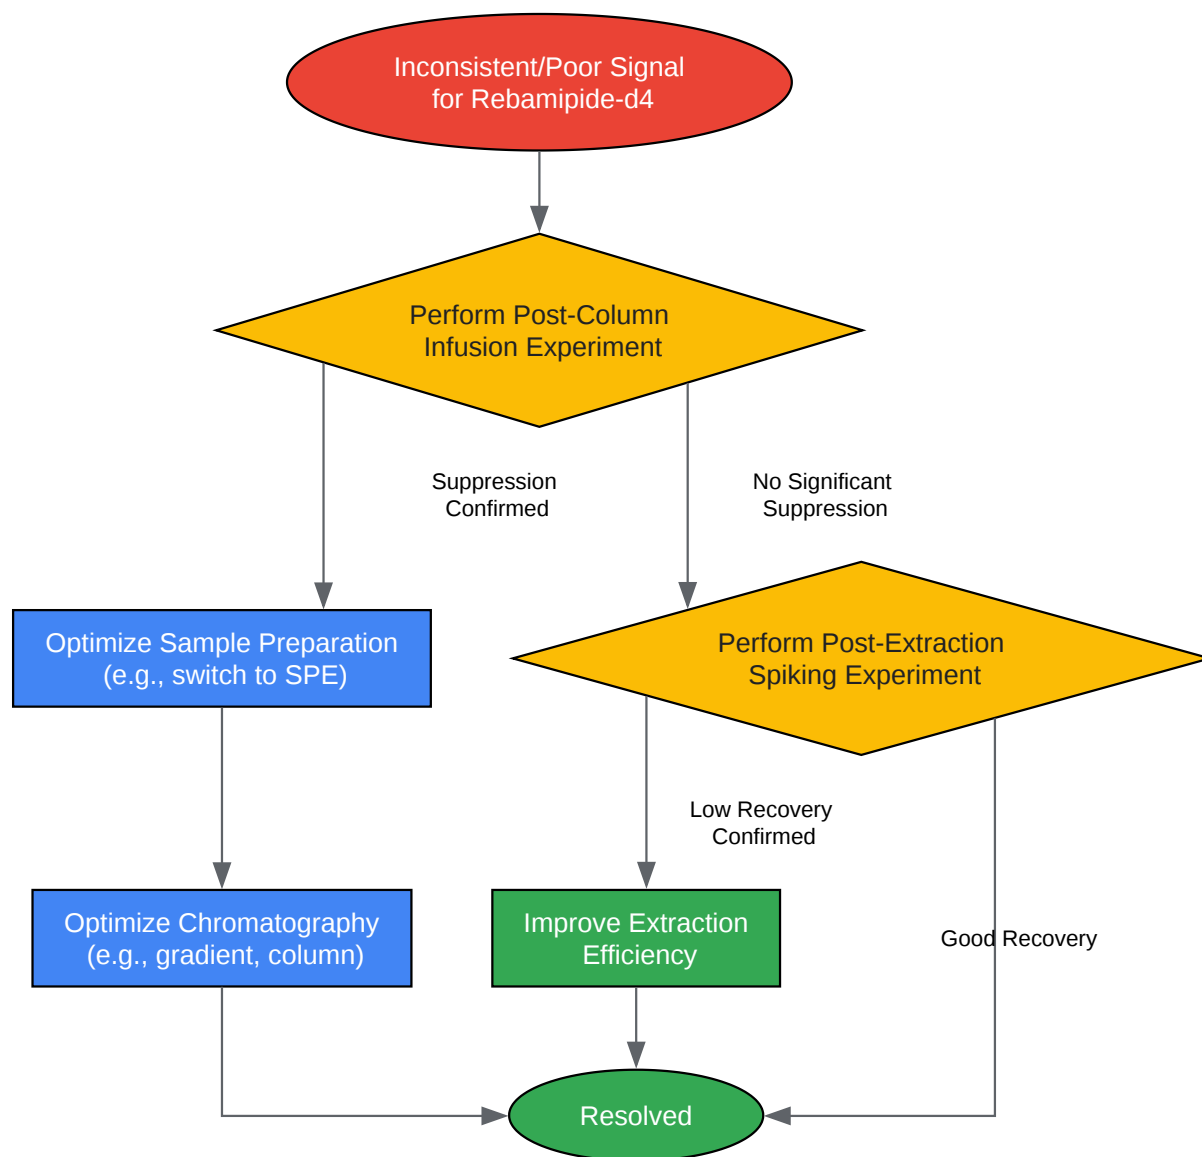 Inconsistent/Poor Signal
for Rebamipide-d4
Perform Post-Column
Infusion Experiment
Suppression
Confirmed
No Significant
Suppression
Optimize Sample Preparation
(e.g., switch to SPE)
Perform Post-Extraction
Spiking Experiment
Low Recovery
Confirmed
Optimize Chromatography
(e.g., gradient, column)
Improve Extraction
Efficiency
Good Recovery
Resolved